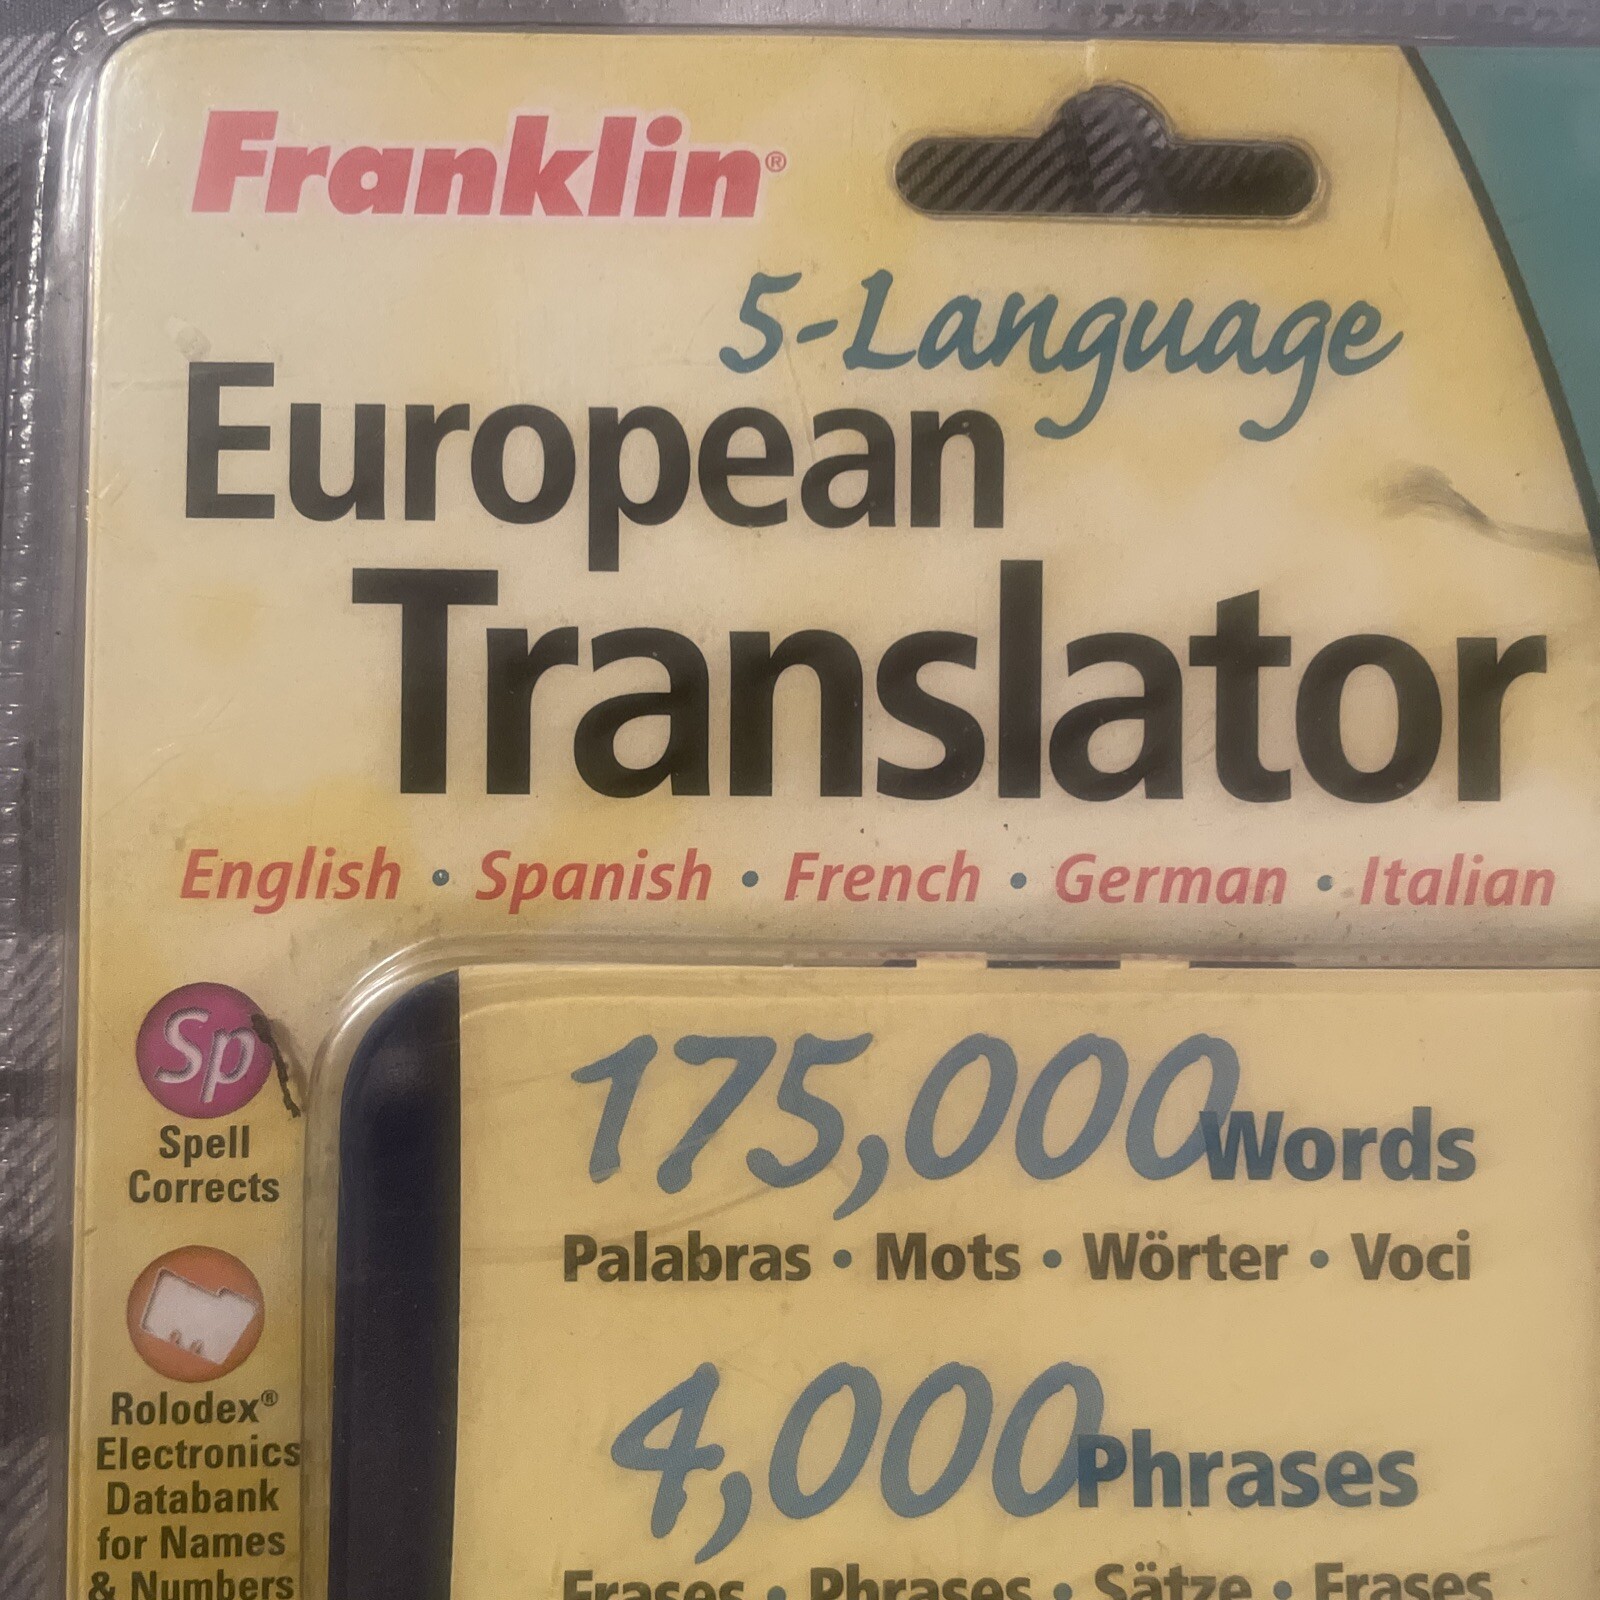 Franklin®
5-Language
European
Translator
English • Spanish • French • German • Italian
Sp
Spell
Corrects
Rolodex®
Electronics
Databank
for Names
& Numbers
175,000 Words
Palabras • Mots • Wörter • Voci
4,000 Phrases
Frases • Phrases • Sätze • Frases